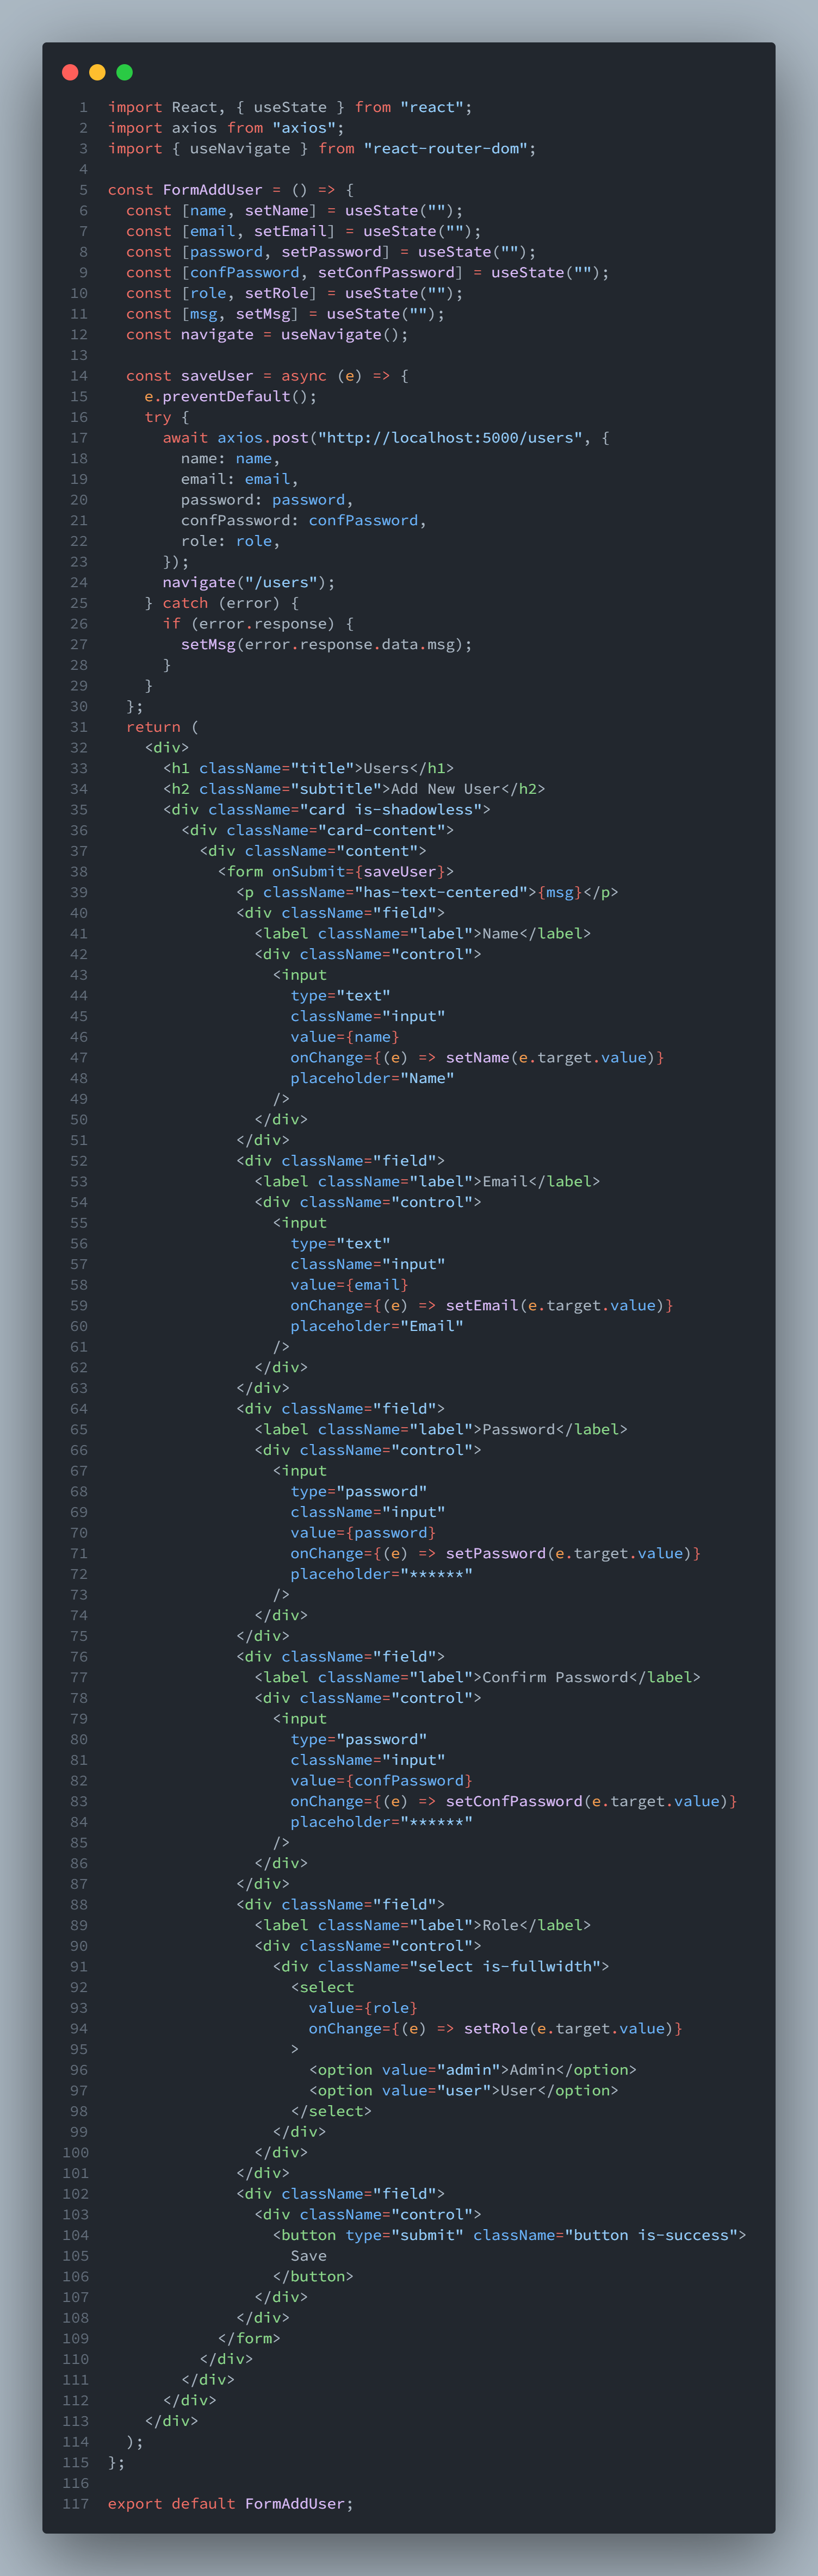 1 import React, { useState } from "react";
2 import axios from "axios";
3 import { useNavigate } from "react-router-dom";
4
5 const FormAddUser = () => {
6   const [name, setName] = useState("");
7   const [email, setEmail] = useState("");
8   const [password, setPassword] = useState("");
9   const [confPassword, setConfPassword] = useState("");
10   const [role, setRole] = useState("");
11   const [msg, setMsg] = useState("");
12   const navigate = useNavigate();
13
14   const saveUser = async (e) => {
15     e.preventDefault();
16     try {
17       await axios.post("http://localhost:5000/users", {
18         name: name,
19         email: email,
20         password: password,
21         confPassword: confPassword,
22         role: role,
23       });
24       navigate("/users");
25     } catch (error) {
26       if (error.response) {
27         setMsg(error.response.data.msg);
28       }
29     }
30   };
31   return (
32     <div>
33       <h1 className="title">Users</h1>
34       <h2 className="subtitle">Add New User</h2>
35       <div className="card is-shadowless">
36         <div className="card-content">
37           <div className="content">
38             <form onSubmit={saveUser}>
39               <p className="has-text-centered">{msg}</p>
40               <div className="field">
41                 <label className="label">Name</label>
42                 <div className="control">
43                   <input
44                     type="text"
45                     className="input"
46                     value={name}
47                     onChange={(e) => setName(e.target.value)}
48                     placeholder="Name"
49                   />
50                 </div>
51               </div>
52               <div className="field">
53                 <label className="label">Email</label>
54                 <div className="control">
55                   <input
56                     type="text"
57                     className="input"
58                     value={email}
59                     onChange={(e) => setEmail(e.target.value)}
60                     placeholder="Email"
61                   />
62                 </div>
63               </div>
64               <div className="field">
65                 <label className="label">Password</label>
66                 <div className="control">
67                   <input
68                     type="password"
69                     className="input"
70                     value={password}
71                     onChange={(e) => setPassword(e.target.value)}
72                     placeholder="******"
73                   />
74                 </div>
75               </div>
76               <div className="field">
77                 <label className="label">Confirm Password</label>
78                 <div className="control">
79                   <input
80                     type="password"
81                     className="input"
82                     value={confPassword}
83                     onChange={(e) => setConfPassword(e.target.value)}
84                     placeholder="******"
85                   />
86                 </div>
87               </div>
88               <div className="field">
89                 <label className="label">Role</label>
90                 <div className="control">
91                   <div className="select is-fullwidth">
92                     <select
93                       value={role}
94                       onChange={(e) => setRole(e.target.value)}
95                     >
96                       <option value="admin">Admin</option>
97                       <option value="user">User</option>
98                     </select>
99                   </div>
100                 </div>
101               </div>
102               <div className="field">
103                 <div className="control">
104                   <button type="submit" className="button is-success">
105                     Save
106                   </button>
107                 </div>
108               </div>
109             </form>
110           </div>
111         </div>
112       </div>
113     </div>
114   );
115 };
116
117 export default FormAddUser;